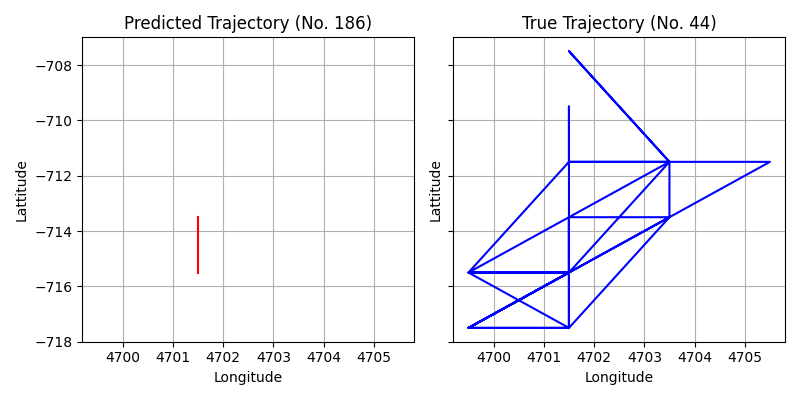 Predicted Trajectory (No. 186)
True Trajectory (No. 44)
Lattitude
−708
−710
−712
−714
−716
−718
4700 4701 4702 4703 4704 4705
Longitude
Lattitude
4700 4701 4702 4703 4704 4705
Longitude